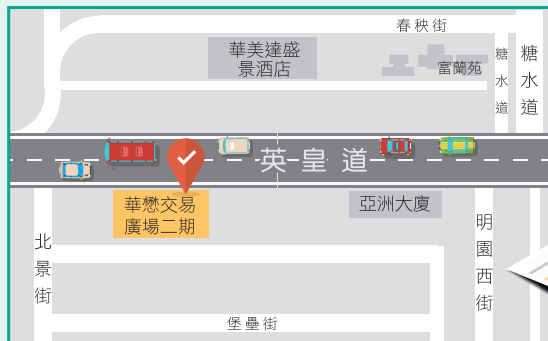 春秧街
華美達盛
景酒店
富蘭苑
糖水道
糖水道
英皇道
華懋交易
廣場二期
亞洲大廈
北景街
明園西街
堡壘街